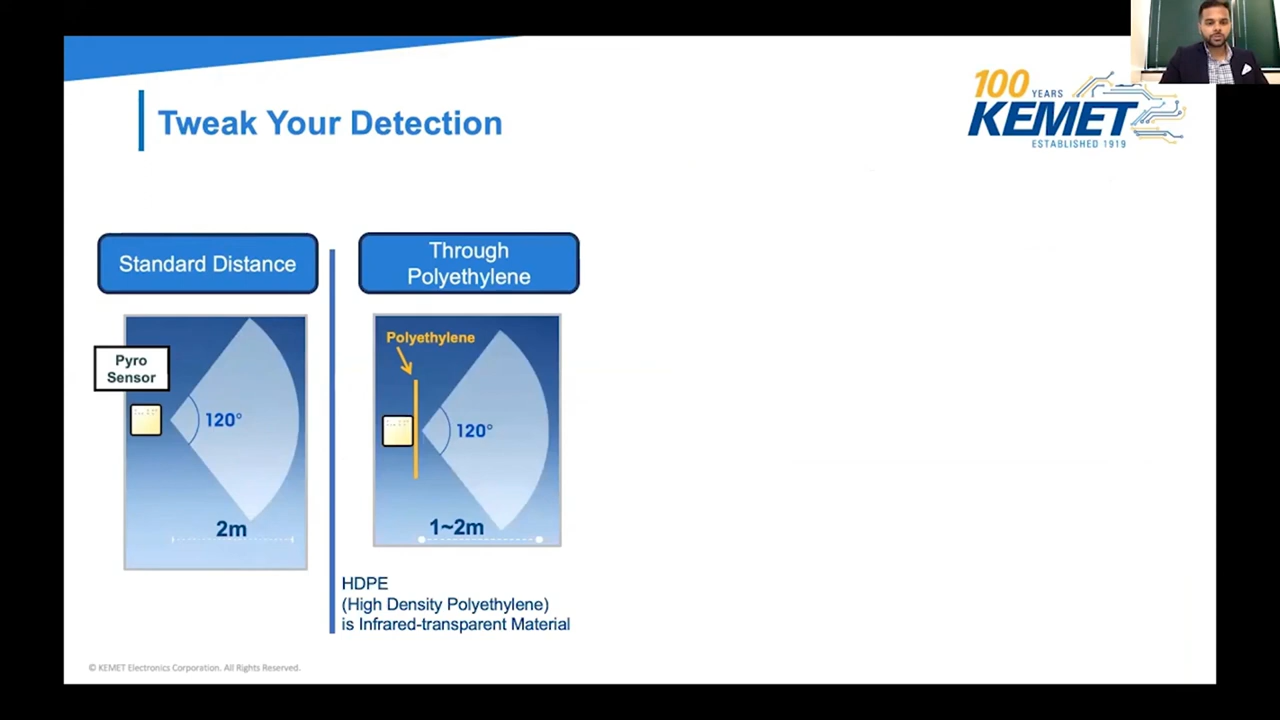 Tweak Your Detection
100
YEARS
KEMET
ESTABLISHED 1919
Standard Distance
Pyro
Sensor
120°
2m
Through
Polyethylene
Polyethylene
120°
1~2m
HDPE
(High Density Polyethylene)
is Infrared-transparent Material
© KEMET Electronics Corporation. All Rights Reserved.